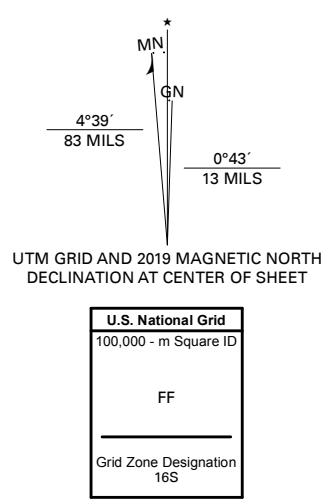 ★
MN
GN
4°39´
83 MILS
0°43´
13 MILS
UTM GRID AND 2019 MAGNETIC NORTH
DECLINATION AT CENTER OF SHEET
U.S. National Grid
100,000 - m Square ID
FF
Grid Zone Designation
16S